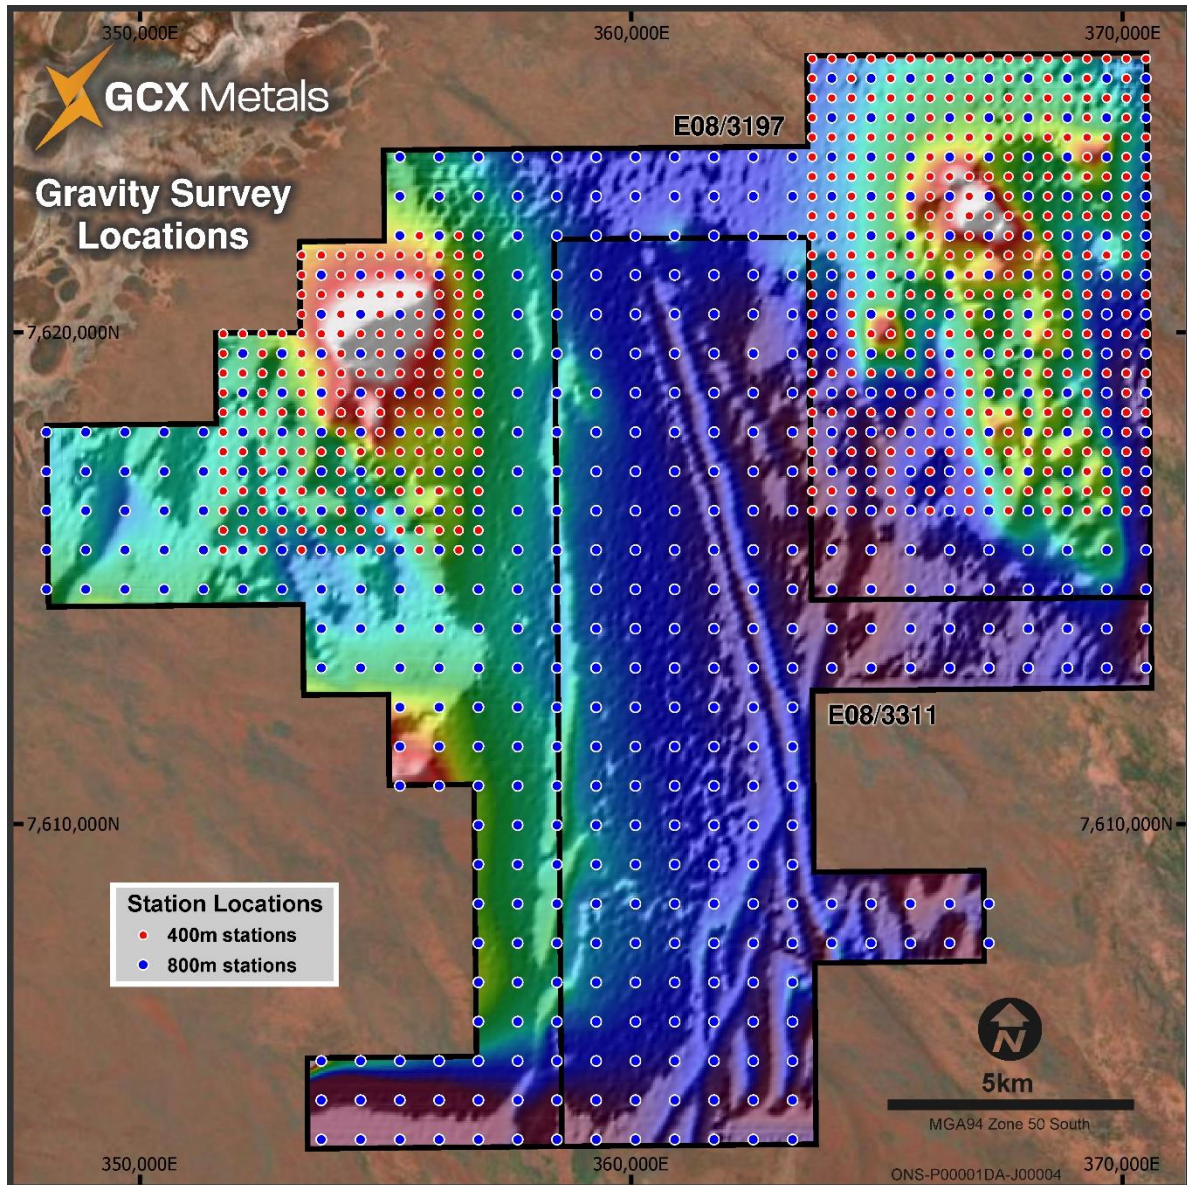 350,000E
360,000E
370,000E
GCX Metals
E08/3197
Gravity Survey
Locations
7,620,000N
E08/3311
7,610,000N
7,610,000N
Station Locations
400m stations
800m stations
N
5km
MGA94 Zone 50 South
350,000E
360,000E
370,000E
ONS-P00001DA-J00004